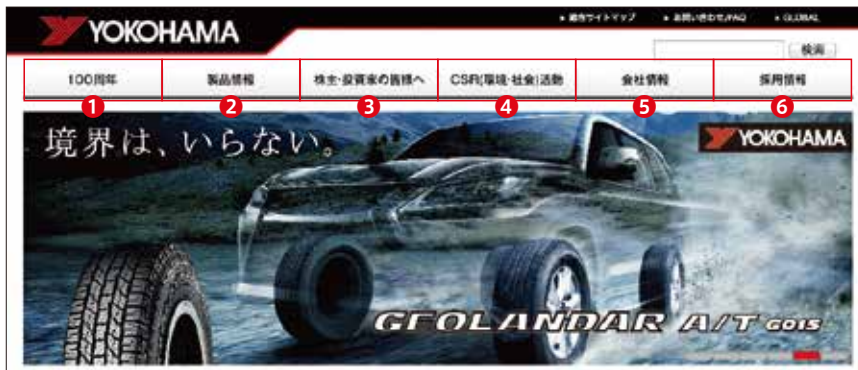 YOKOHAMA
総合サイトマップ お問い合わせ/FAQ GLOBAL
検索
100周年 製品情報 株主・投資家の皆様へ CSR(環境・社会)活動 会社情報 採用情報
1 2 3 4 5 6
境界は、いらない。
YOKOHAMA
GEOLANDAR A/T G015